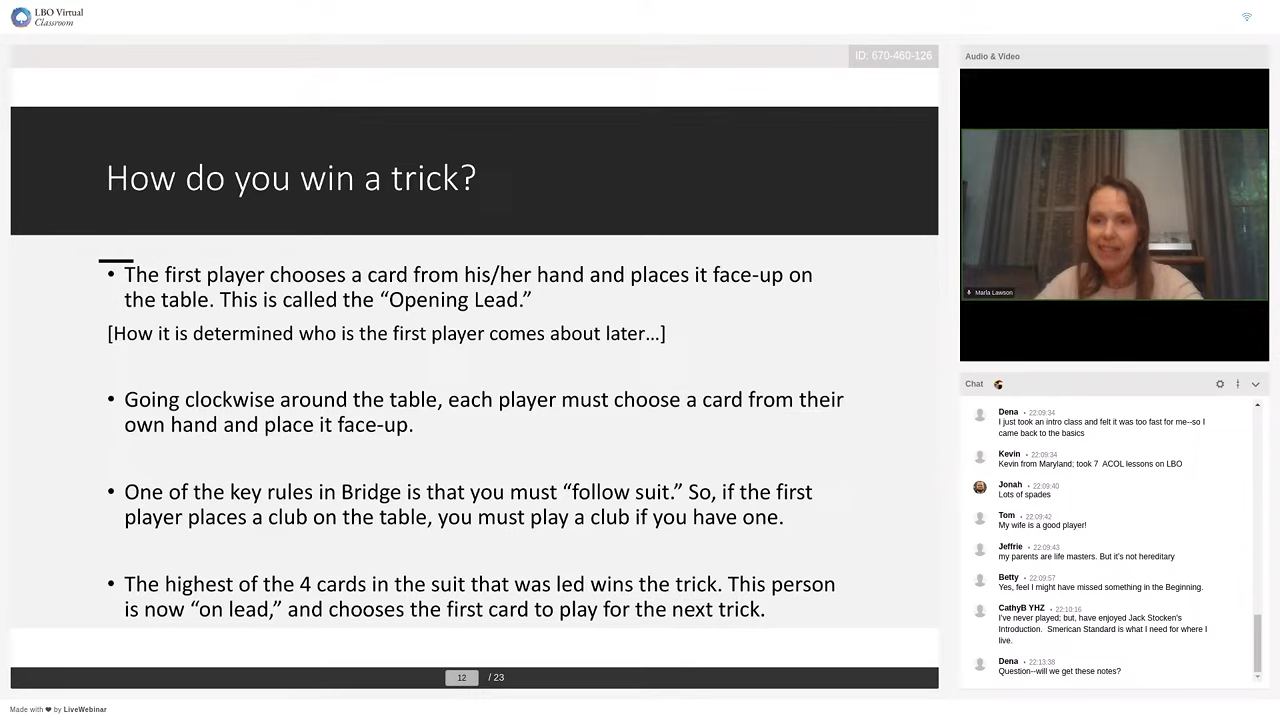 LBO Virtual
Classroom
ID: 670-460-126
How do you win a trick?
• The first player chooses a card from his/her hand and places it face-up on
the table. This is called the “Opening Lead.”
[How it is determined who is the first player comes about later…]
• Going clockwise around the table, each player must choose a card from their
own hand and place it face-up.
• One of the key rules in Bridge is that you must “follow suit.” So, if the first
player places a club on the table, you must play a club if you have one.
• The highest of the 4 cards in the suit that was led wins the trick. This person
is now “on lead,” and chooses the first card to play for the next trick.
12 / 23
Made with ❤ by LiveWebinar
Audio & Video
Marla Lawson
Chat
Dena • 22:09:34
I just took an intro class and felt it was too fast for me--so I
came back to the basics
Kevin • 22:09:34
Kevin from Maryland; took 7 ACOL lessons on LBO
Jonah • 22:09:40
Lots of spades
Tom • 22:09:42
My wife is a good player!
Jeffrie • 22:09:43
my parents are life masters. But it's not hereditary
Betty • 22:09:57
Yes, feel I might have missed something in the Beginning.
CathyB YHZ • 22:10:16
I've never played; but, have enjoyed Jack Stocken's
Introduction. Smerican Standard is what I need for where I
live.
Dena • 22:13:38
Question--will we get these notes?